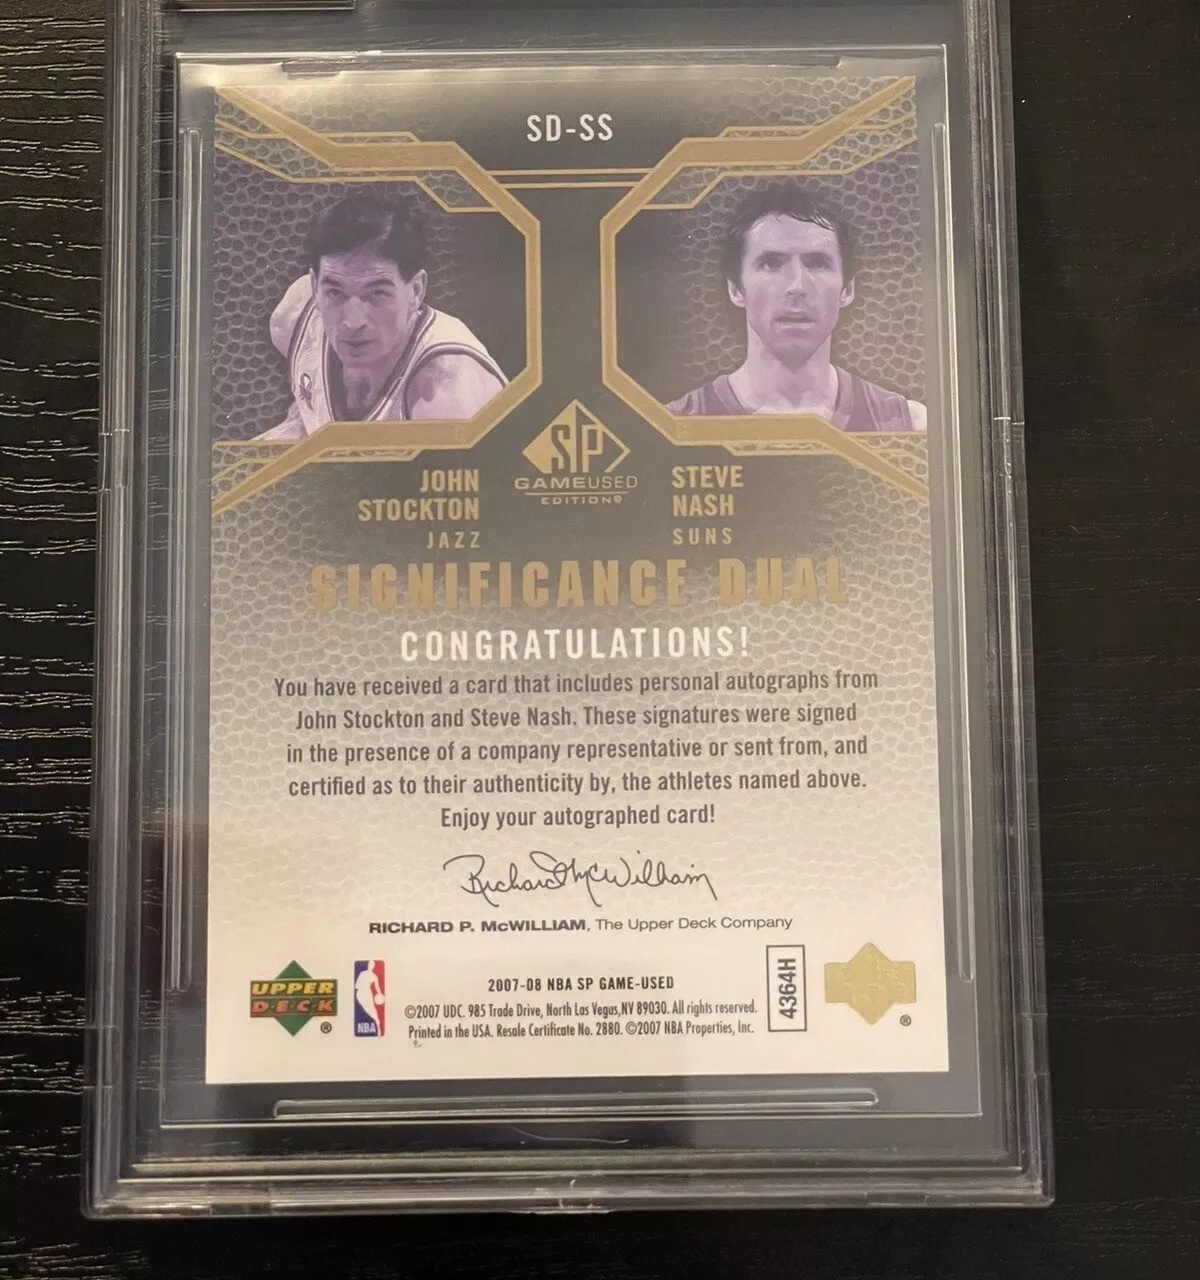 SD-SS
JOHN
STOCKTON
JAZZ
SP
GAMEUSED
EDITION®
STEVE
NASH
SUNS
SIGNIFICANCE DUAL
CONGRATULATIONS!
You have received a card that includes personal autographs from
John Stockton and Steve Nash. These signatures were signed
in the presence of a company representative or sent from, and
certified as to their authenticity by, the athletes named above.
Enjoy your autographed card!
Richard P. McWilliam
RICHARD P. McWILLIAM, The Upper Deck Company
UPPER
DECK
®
NBA
2007-08 NBA SP GAME-USED
©2007 UDC. 985 Trade Drive, North Las Vegas,NV 89030. All rights reserved.
Printed in the USA. Resale Certificate No. 2880. ©2007 NBA Properties, Inc.
4364H
®